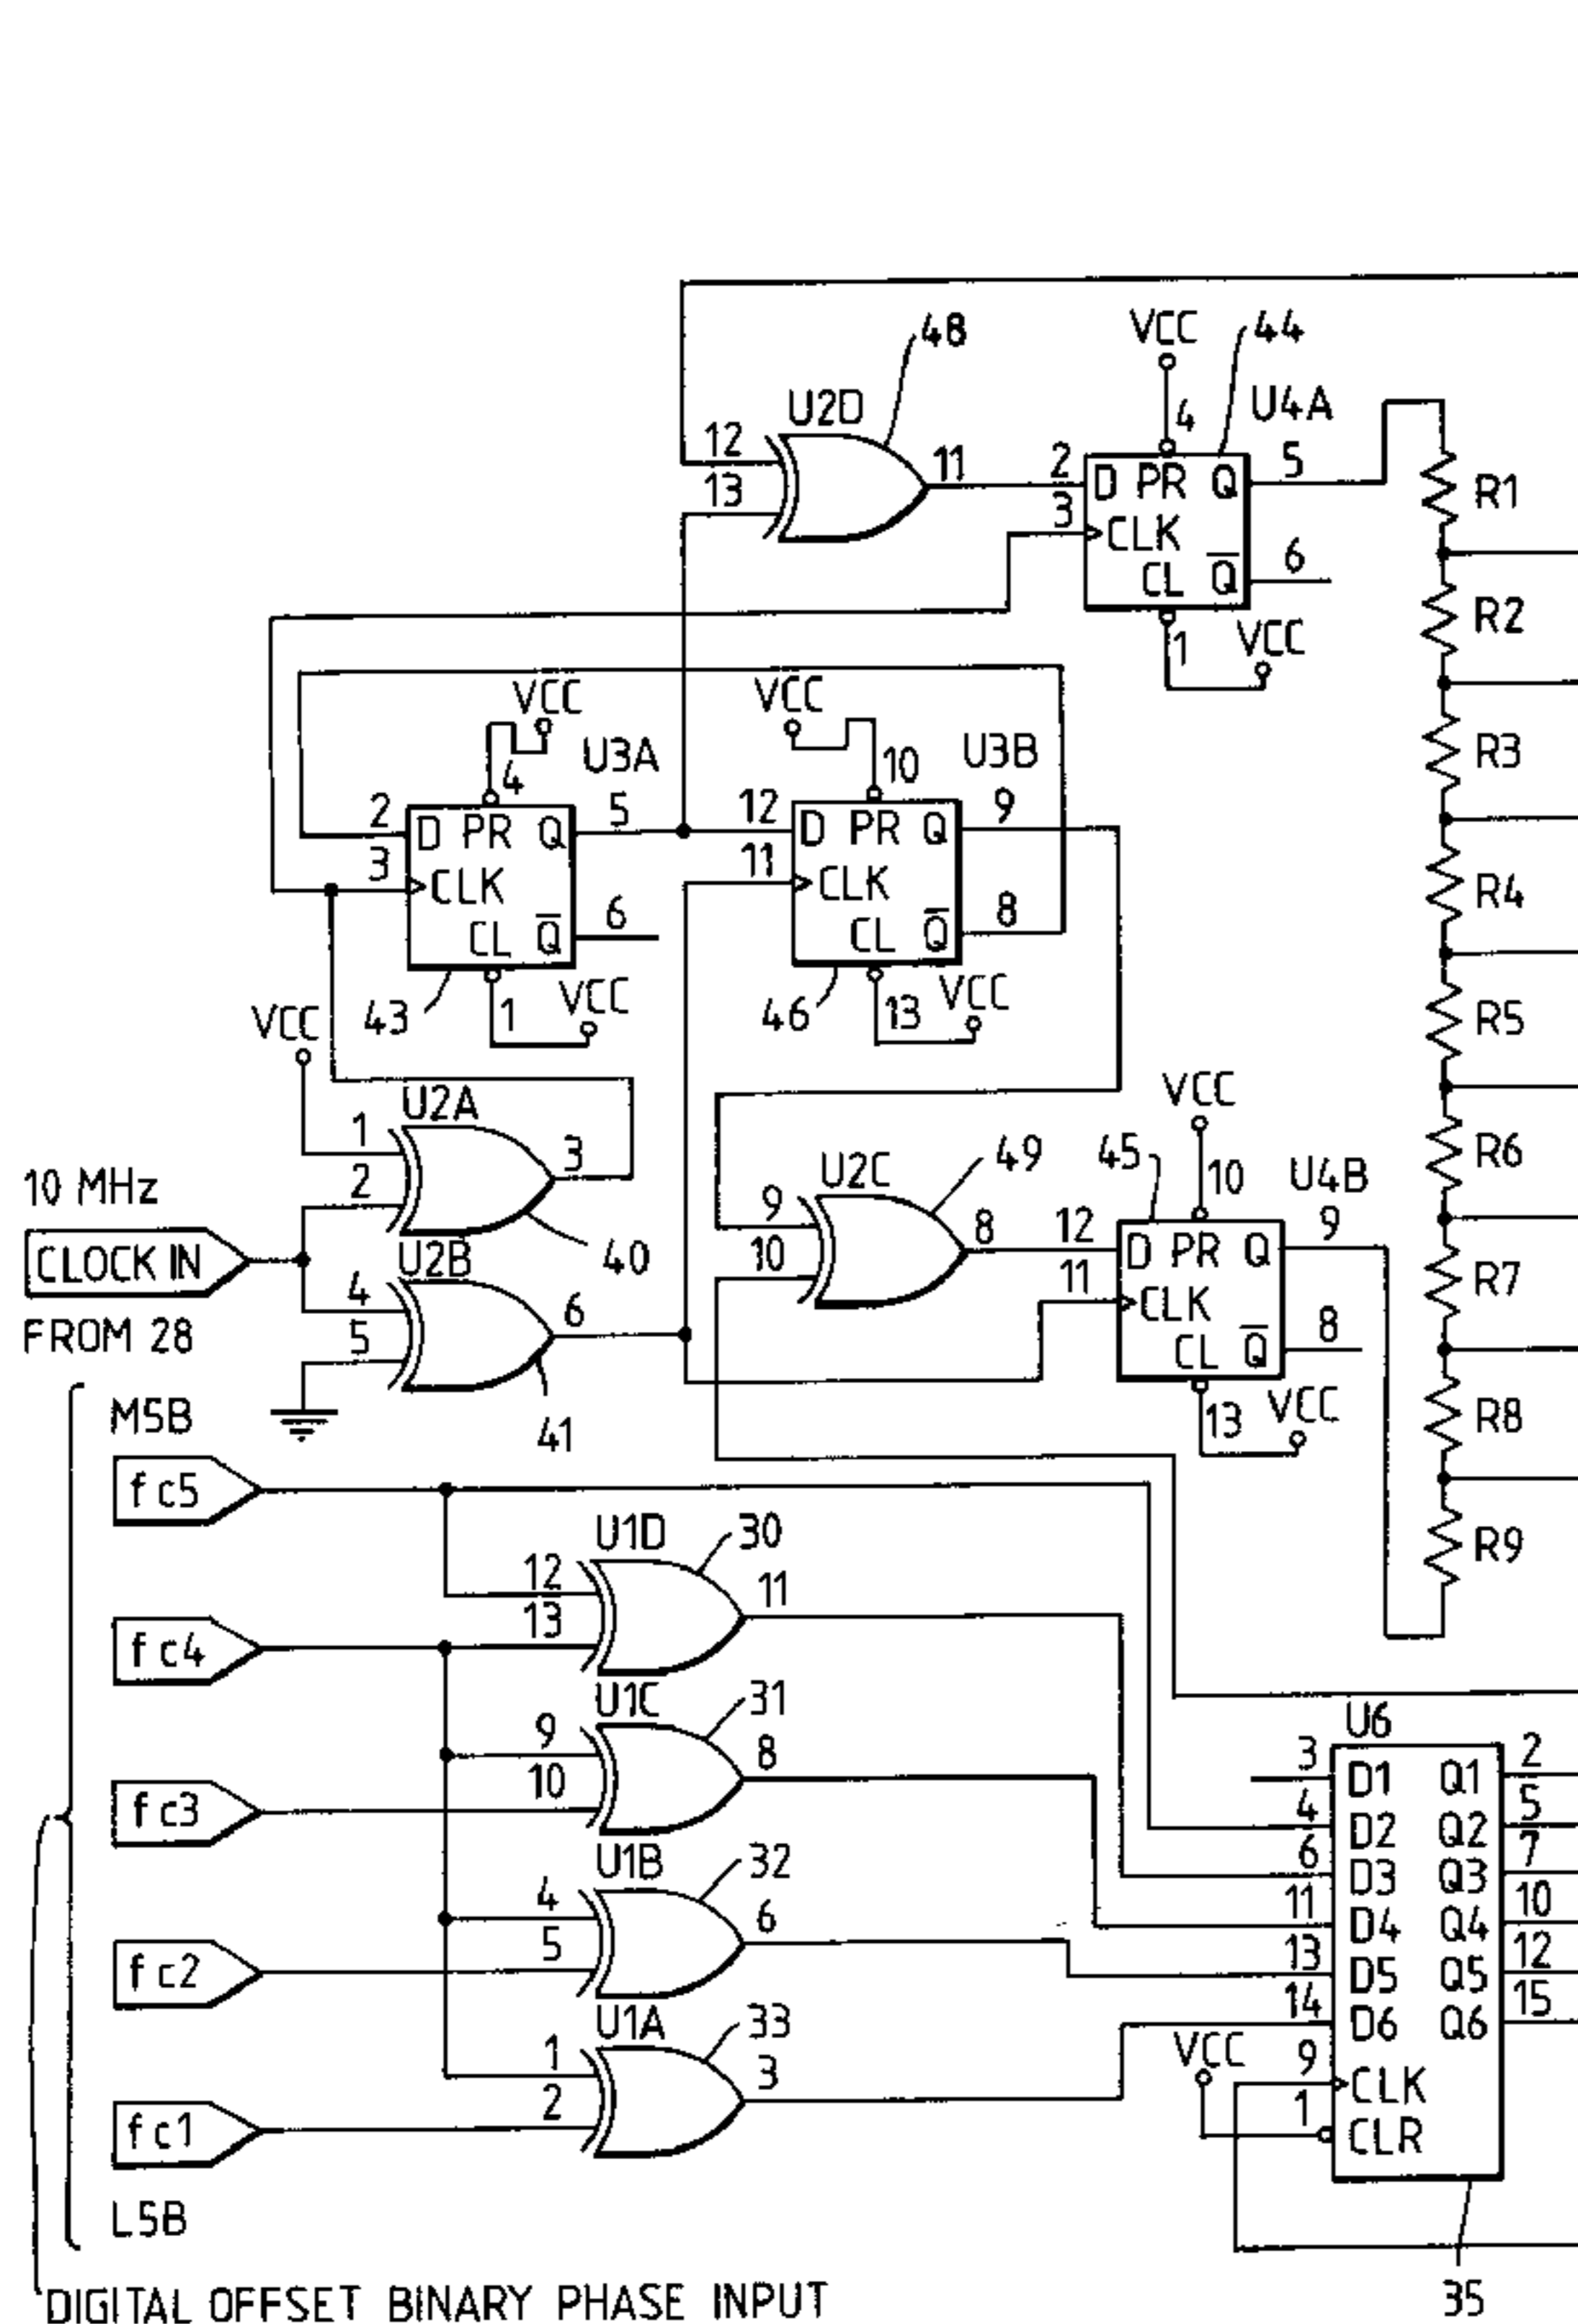 48
VCC
44
U2D
4
U4A
12
11
2
D PR Q
5
R1
13
3
CLK
CL Q̅
6
1
VCC
R2
VCC
VCC
4
U3A
10
U3B
R3
2
D PR Q
5
12
D PR Q
9
3
CLK
11
CLK
R4
CL Q̅
6
CL Q̅
8
VCC
43
1
VCC
46
13
VCC
R5
U2A
VCC
1
3
U2C
49
45
10
U4B
R6
10 MHz
2
9
8
12
D PR Q
9
CLOCK IN
40
10
11
CLK
R7
FROM 28
U2B
4
6
CL Q̅
8
5
41
13
VCC
R8
M5B
fc5
U1D
30
R9
12
11
13
fc4
U1C
31
U6
9
8
3
D1 Q1
2
fc3
10
4
D2 Q2
5
U1B
32
6
D3 Q3
7
4
6
11
D4 Q4
10
fc2
5
13
D5 Q5
12
U1A
33
14
D6 Q6
15
1
3
VCC
9
CLK
fc1
2
1
CLR
L5B
35
DIGITAL OFFSET BINARY PHASE INPUT